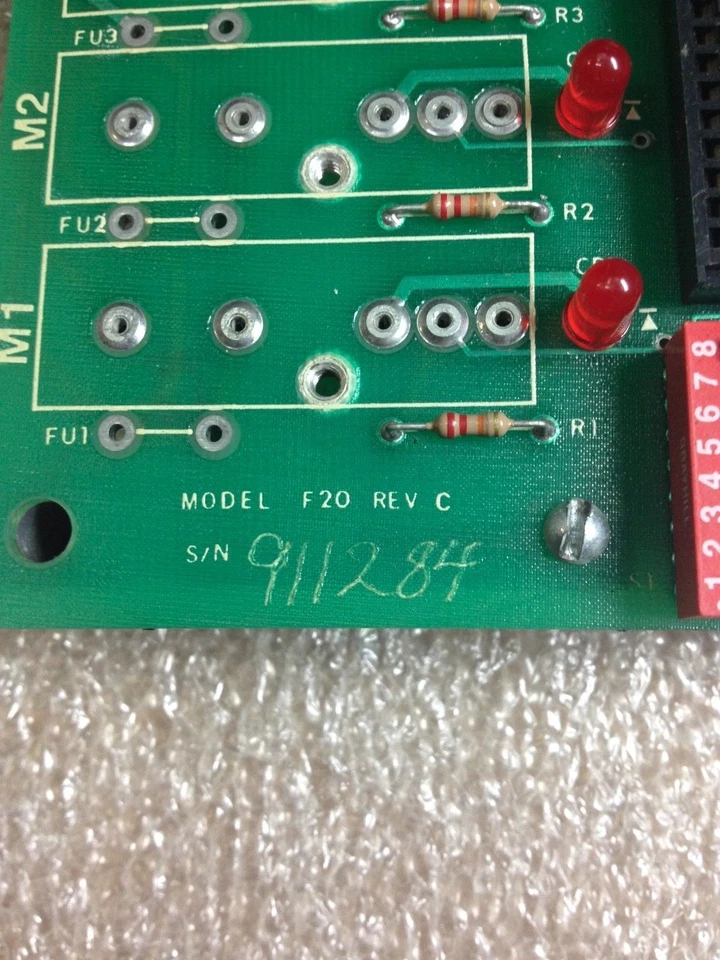 FU3
R3
M2
FU2
R2
M1
FU1
R1
MODEL F20 REV C
S/N 911284
1 2 3 4 5 6 7 8
S1